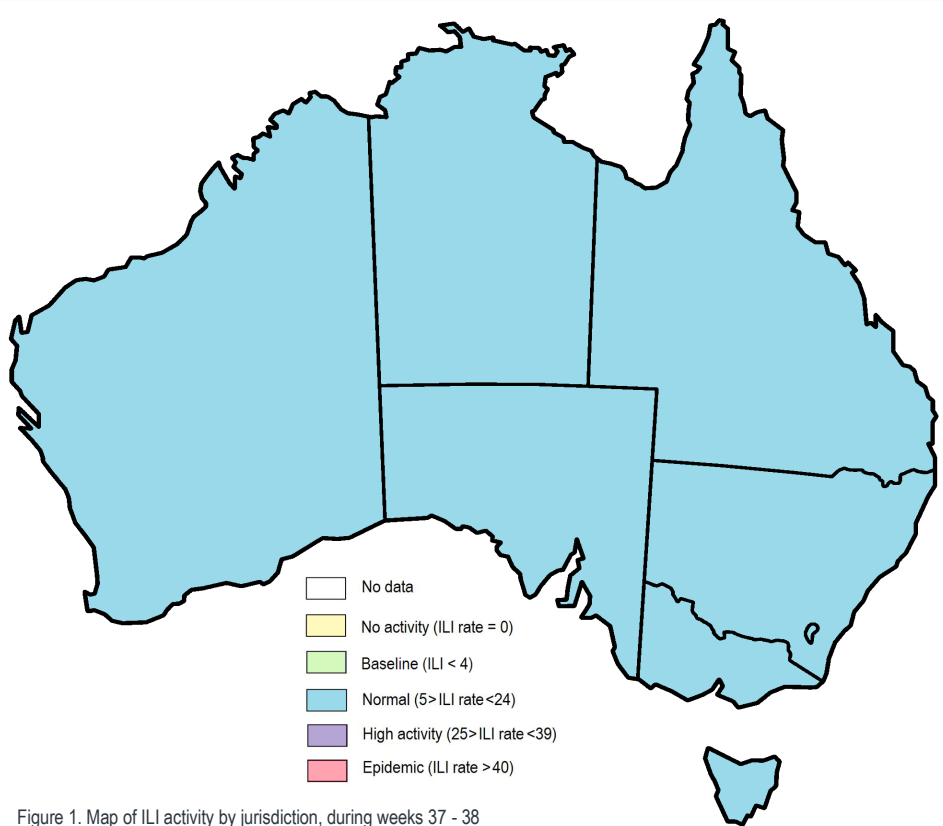 No data
No activity (ILI rate = 0)
Baseline (ILI < 4)
Normal (5>ILI rate<24)
High activity (25>ILI rate <39)
Epidemic (ILI rate >40)
Figure 1. Map of ILI activity by jurisdiction, during weeks 37 - 38